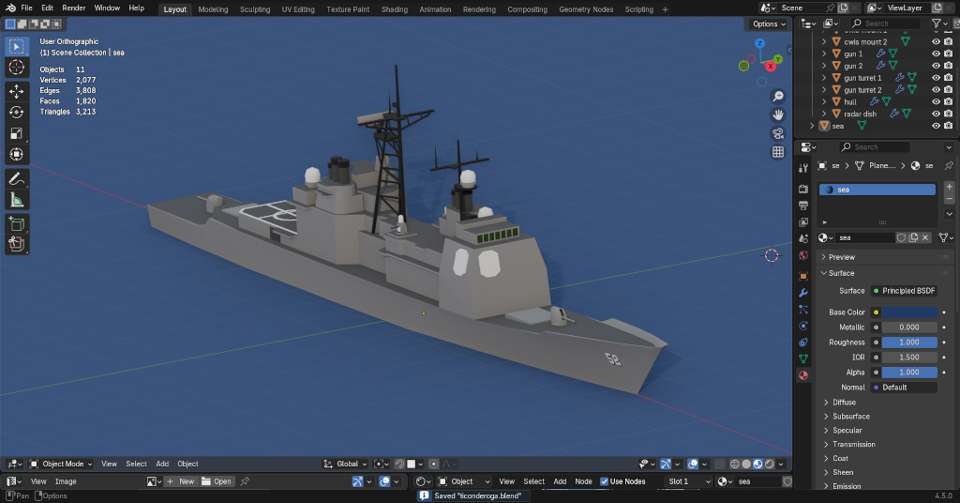 File Edit Render Window Help Layout Modeling Sculpting UV Editing Texture Paint Shading Animation Rendering Compositing Geometry Nodes Scripting + Scene ViewLayer
Options
Search
User Orthographic
(1) Scene Collection | sea
Objects 11
Vertices 2,077
Edges 3,808
Faces 1,820
Triangles 3,213
Z
Y
X
cwis mount 2
gun 1
gun 2
gun turret 1
gun turret 2
hull
radar dish
sea
Search
se Plane... se
sea
sea
Preview
Surface
Surface Principled BSDF
Base Color
Metallic 0.000
Roughness 1.000
IOR 1.500
Alpha 1.000
Normal Default
Diffuse
Subsurface
Specular
Transmission
Coat
Sheen
Emission
52
Object Mode View Select Add Object Global
View Image New Open Object View Select Add Node Use Nodes Slot 1 sea
Pan Options Saved "ticonderoga.blend" 4.5.0